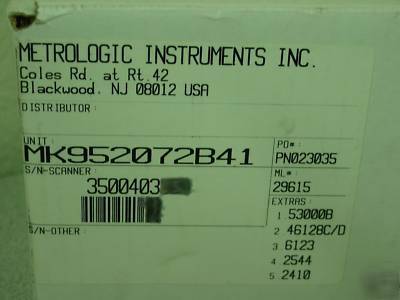 METROLOGIC INSTRUMENTS INC.
Coles Rd. at Rt.42
Blackwood, NJ 08012 USA
DISTRIBUTOR:
UNIT:
MK952072B41
S/N-SCANNER
3500403
S/N-OTHER:
PO#:
PN023035
ML#:
29615
EXTRAS:
1 53000B
2 46128C/D
3 6123
4 2544
5 2410